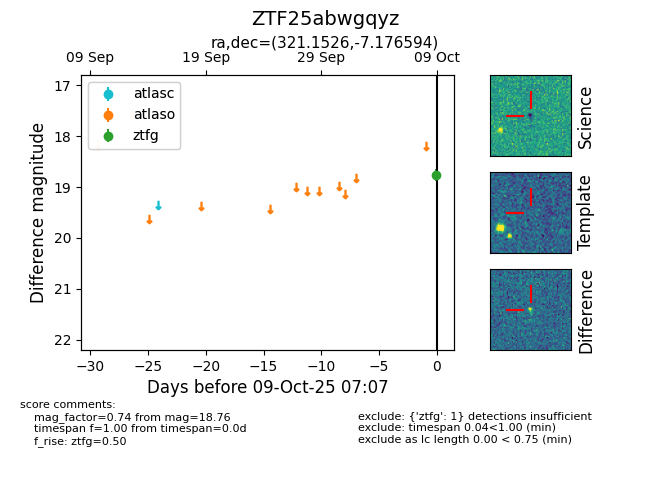 ZTF25abwgqyz
ra,dec=(321.1526,-7.176594)
09 Sep 19 Sep 29 Sep 09 Oct
atlasc
atlaso
ztfg
17
18
19
20
21
22
Difference magnitude
−30 −25 −20 −15 −10 −5 0
Days before 09-Oct-25 07:07
Science
Template
Difference
score comments:
mag_factor=0.74 from mag=18.76
timespan f=1.00 from timespan=0.0d
f_rise: ztfg=0.50
exclude: {'ztfg': 1} detections insufficient
exclude: timespan 0.04<1.00 (min)
exclude as lc length 0.00 < 0.75 (min)